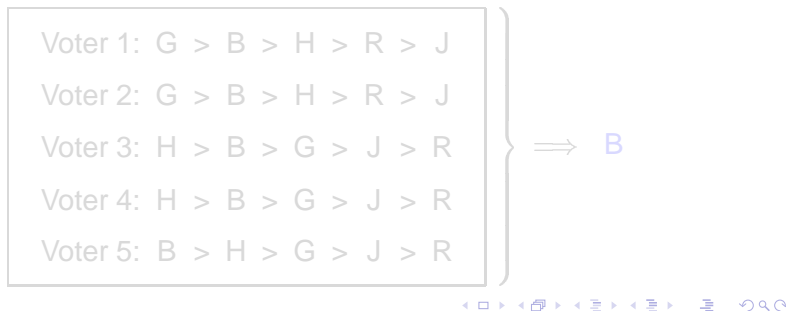 Voter 1: G > B > H > R > J
Voter 2: G > B > H > R > J
Voter 3: H > B > G > J > R
Voter 4: H > B > G > J > R
Voter 5: B > H > G > J > R
⟹ B